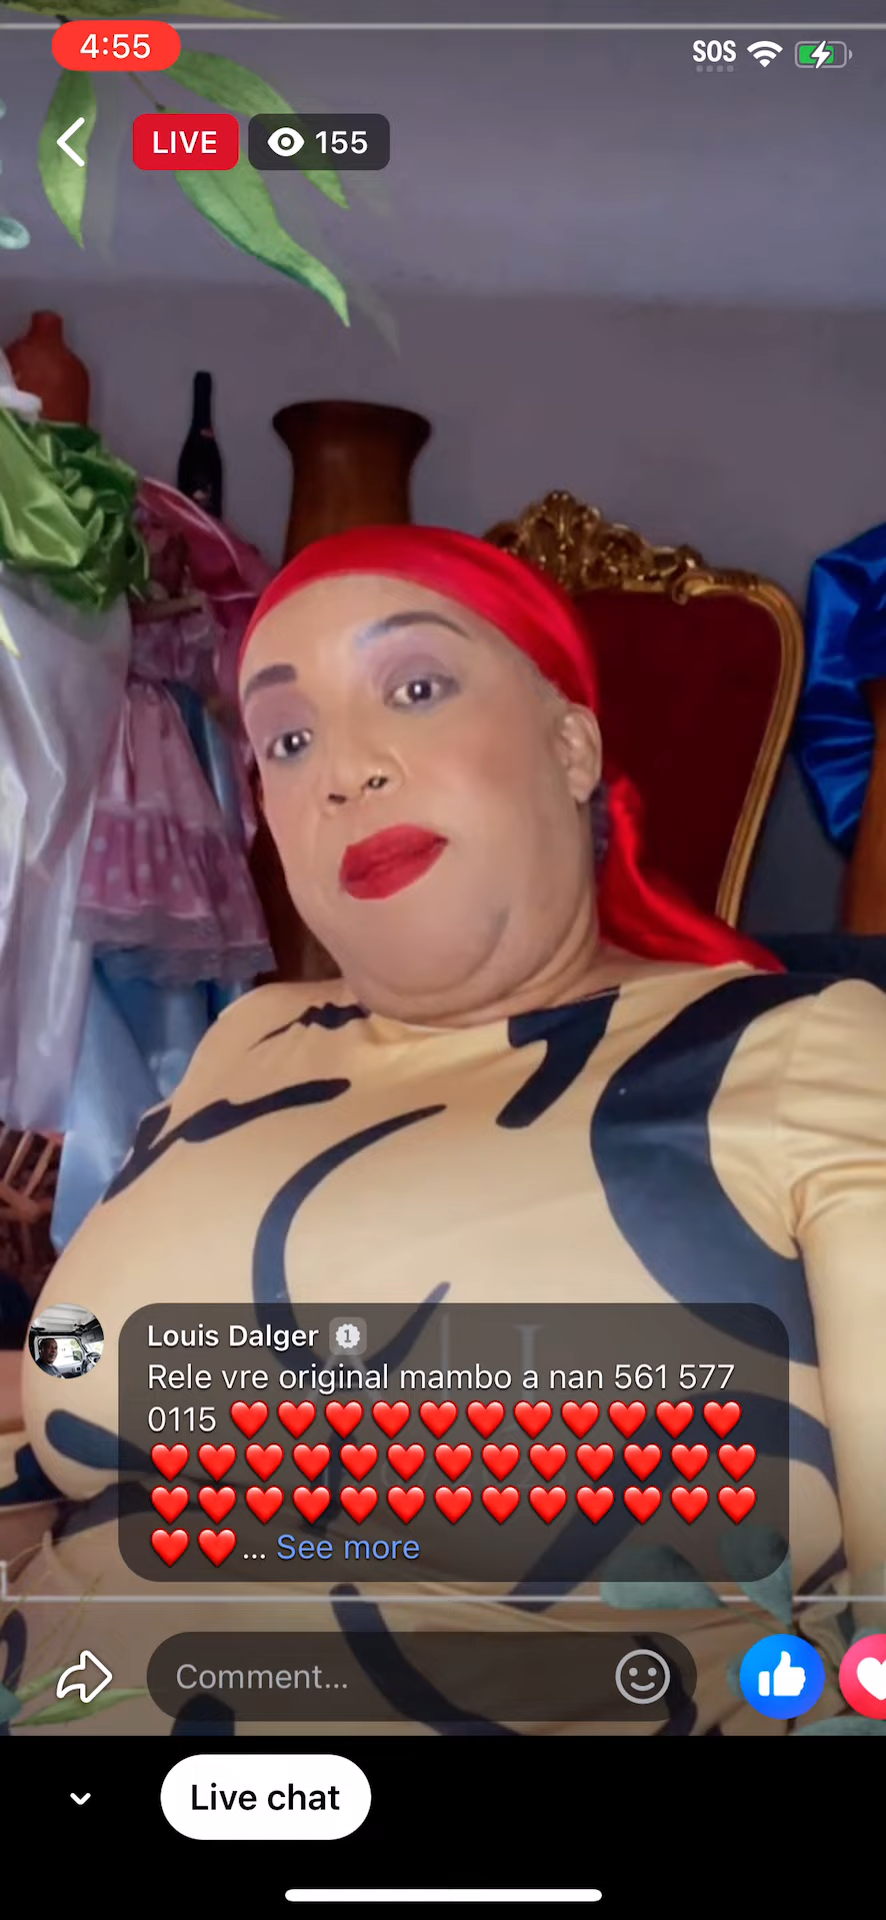 4:55
SOS
LIVE
155
Louis Dalger 1
Rele vre original mambo a nan 561 577
0115 ❤️❤️❤️❤️❤️❤️❤️❤️❤️❤️❤️
❤️❤️❤️❤️❤️❤️❤️❤️❤️❤️❤️❤️❤️
❤️❤️❤️❤️❤️❤️❤️❤️❤️❤️❤️❤️❤️
❤️❤️... See more
Comment...
Live chat